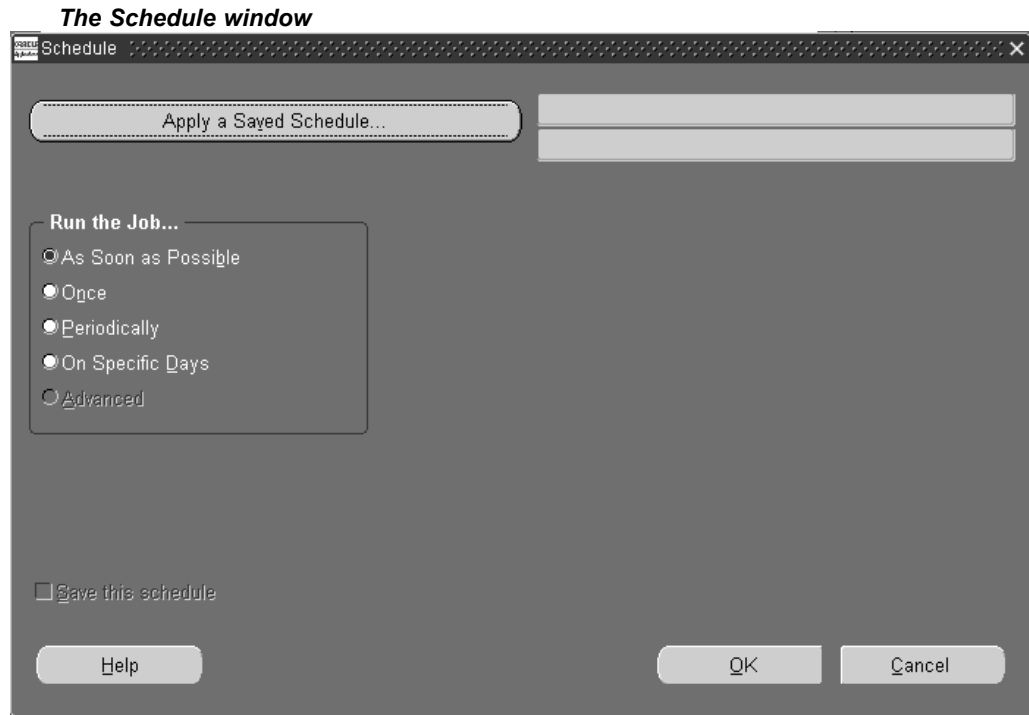 The Schedule window
ORACLE
Schedule
Apply a Saved Schedule...
Run the Job...
As Soon as Possible
Once
Periodically
On Specific Days
Advanced
Save this schedule
Help
OK
Cancel